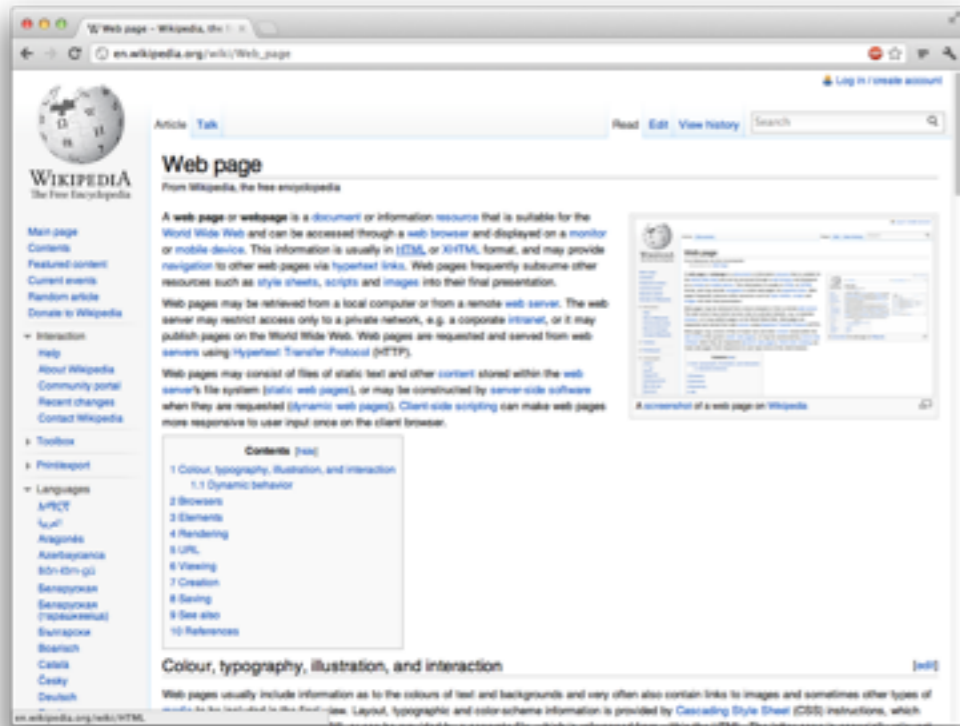 Web page – Wikipedia, the
en.wikipedia.org/wiki/Web_page
Log in / create account
Article Talk
Read Edit View history Search
WIKIPEDIA
The Free Encyclopedia
Main page
Contents
Featured content
Current events
Random article
Donate to Wikipedia
Interaction
Help
About Wikipedia
Community portal
Recent changes
Contact Wikipedia
Toolbox
Print/export
Languages
አማርኛ
العربية
Aragonés
Azərbaycanca
Bân-lâm-gú
Беларуская
Беларуская
(тарашкевіца)
Български
Boarisch
Català
Česky
Deutsch
Web page
From Wikipedia, the free encyclopedia
A web page or webpage is a document or information resource that is suitable for the
World Wide Web and can be accessed through a web browser and displayed on a monitor
or mobile device. This information is usually in HTML or XHTML format, and may provide
navigation to other web pages via hypertext links. Web pages frequently subsume other
resources such as style sheets, scripts and images into their final presentation.
Web pages may be retrieved from a local computer or from a remote web server. The web
server may restrict access only to a private network, e.g. a corporate intranet, or it may
publish pages on the World Wide Web. Web pages are requested and served from web
servers using Hypertext Transfer Protocol (HTTP).
Web pages may consist of files of static text and other content stored within the web
server's file system (static web pages), or may be constructed by server-side software
when they are requested (dynamic web pages). Client-side scripting can make web pages
more responsive to user input once on the client browser.
Web page
A screenshot of a web page on Wikipedia
Contents [hide]
1 Colour, typography, illustration, and interaction
1.1 Dynamic behavior
2 Browsers
3 Elements
4 Rendering
5 URL
6 Viewing
7 Creation
8 Saving
9 See also
10 References
Colour, typography, illustration, and interaction [edit]
Web pages usually include information as to the colours of text and backgrounds and very often also contain links to images and sometimes other types of
media to be included in the final view. Layout, typographic and color-scheme information is provided by Cascading Style Sheet (CSS) instructions, which
en.wikipedia.org/wiki/HTML